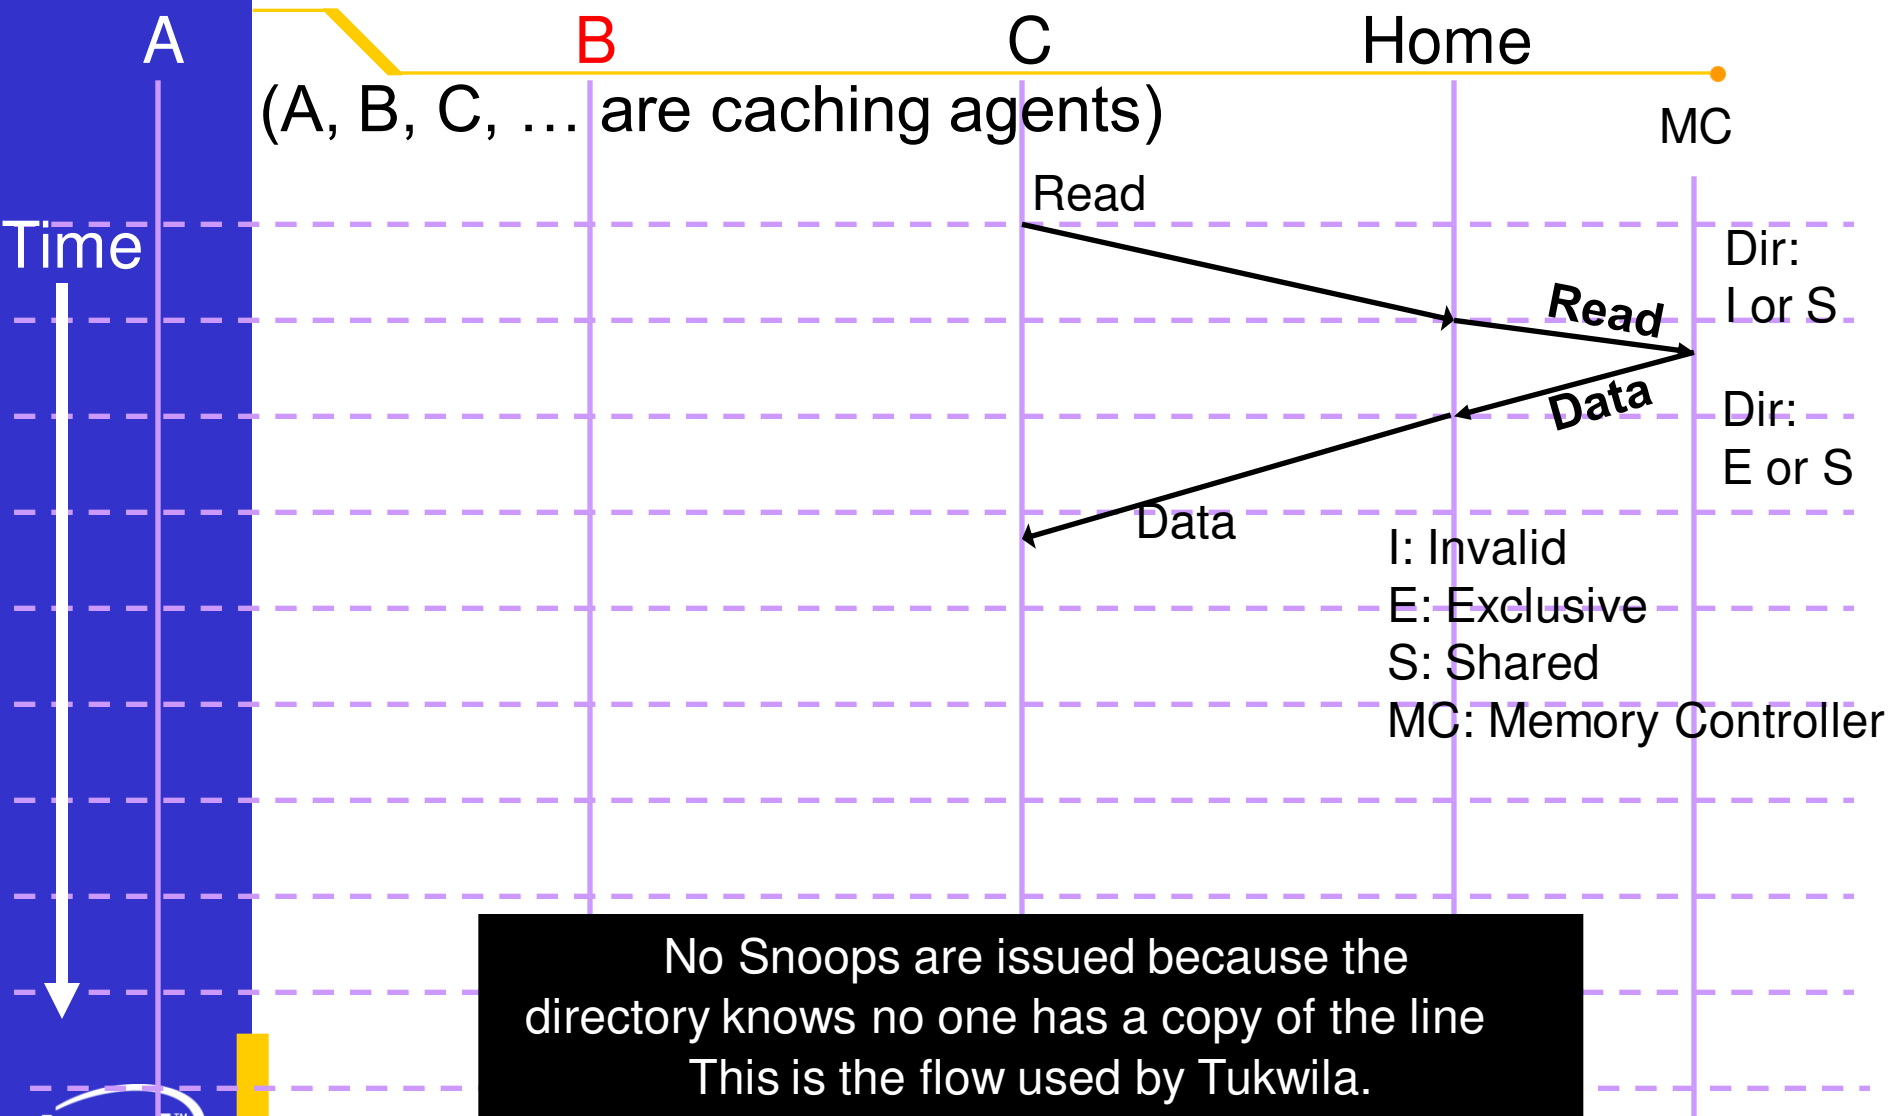 A
B
C
Home
(A, B, C, … are caching agents)
MC
Read
Time
Dir:
I or S
Read
Data
Dir:
E or S
Data
I: Invalid
E: Exclusive
S: Shared
MC: Memory Controller
No Snoops are issued because the
directory knows no one has a copy of the line
This is the flow used by Tukwila.
TM